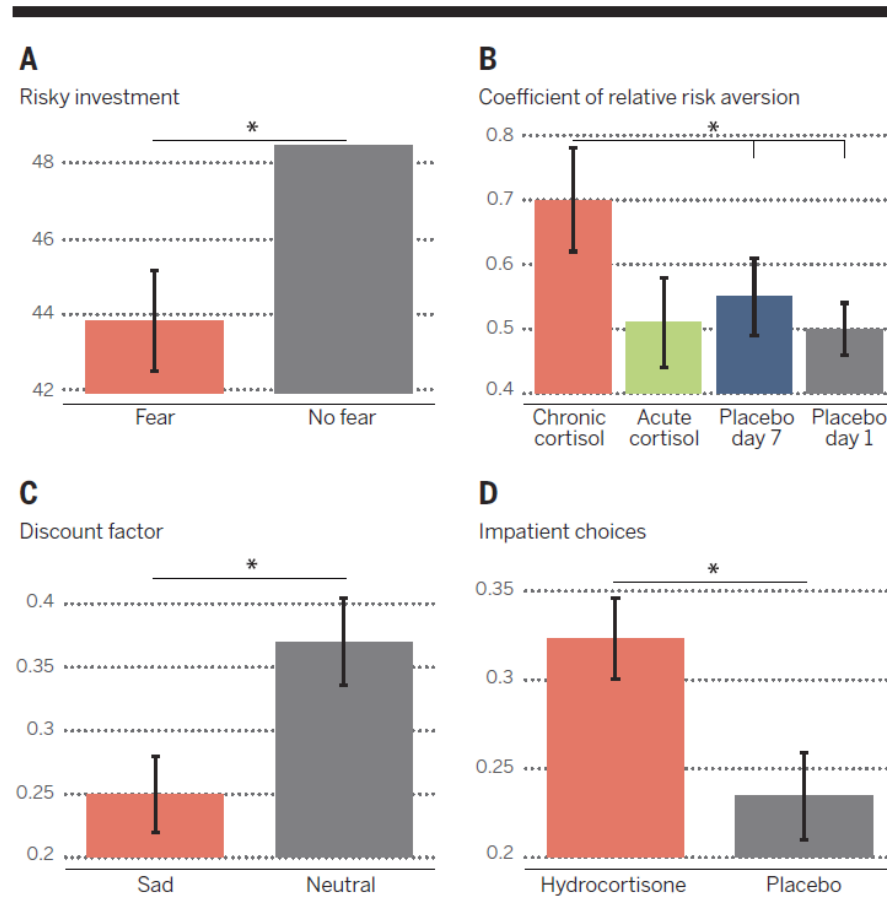 A
Risky investment
*
48
46
44
42
Fear No fear
B
Coefficient of relative risk aversion
*
0.8
0.7
0.6
0.5
0.4
Chronic cortisol
Acute cortisol
Placebo day 7
Placebo day 1
C
Discount factor
*
0.4
0.35
0.3
0.25
0.2
Sad Neutral
D
Impatient choices
*
0.35
0.3
0.25
0.2
Hydrocortisone Placebo